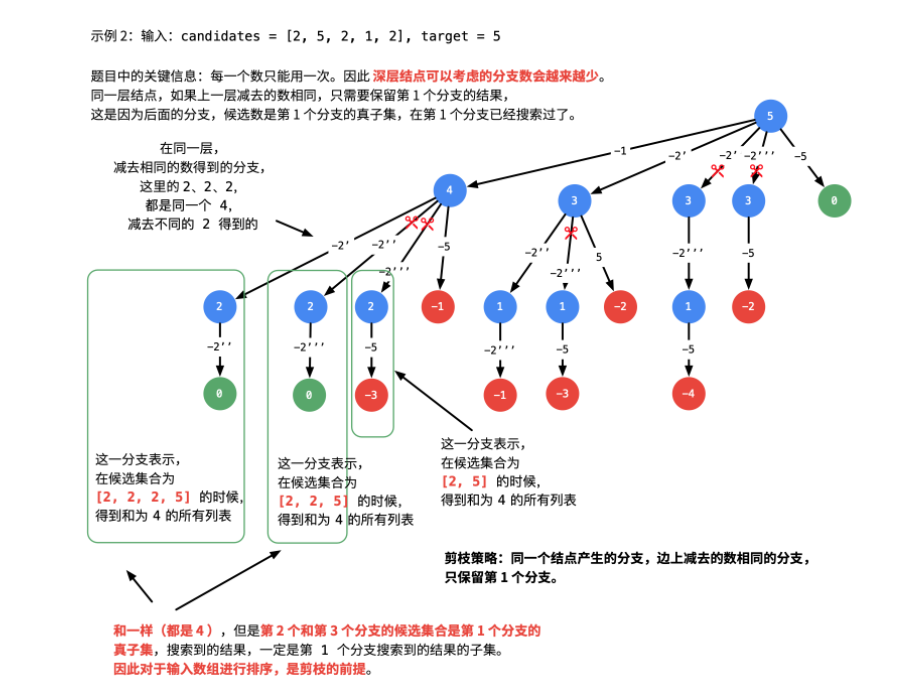 示例 2：输入：candidates = [2, 5, 2, 1, 2], target = 5
题目中的关键信息：每一个数只能用一次。因此 深层结点可以考虑的分支数会越来越少。
同一层结点，如果上一层减去的数相同，只需要保留第 1 个分支的结果，
这是因为后面的分支，候选数是第 1 个分支的真子集，在第 1 个分支已经搜索过了。
在同一层，
减去相同的数得到的分支，
这里的 2、2、2，
都是同一个 4，
减去不同的 2 得到的
5
-1
-2’
-2’
-2’’’
-5
4
3
3
3
0
-2’
-2’’
-2’’’
-5
-2’’
-2’’’
5
-2’’’
-5
2
2
2
-1
1
1
-2
1
-2
-2’’
-2’’’
-5
-2’’’
-5
-5
0
0
-3
-1
-3
-4
这一分支表示，
在候选集合为
[2, 2, 2, 5] 的时候，
得到和为 4 的所有列表
这一分支表示，
在候选集合为
[2, 2, 5] 的时候，
得到和为 4 的所有列表
这一分支表示，
在候选集合为
[2, 5] 的时候，
得到和为 4 的所有列表
剪枝策略：同一个结点产生的分支，边上减去的数相同的分支，
只保留第 1 个分支。
和一样（都是 4 ），但是第 2 个和第 3 个分支的候选集合是第 1 个分支的
真子集，搜索到的结果，一定是第 1 个分支搜索到的结果的子集。
因此对于输入数组进行排序，是剪枝的前提。